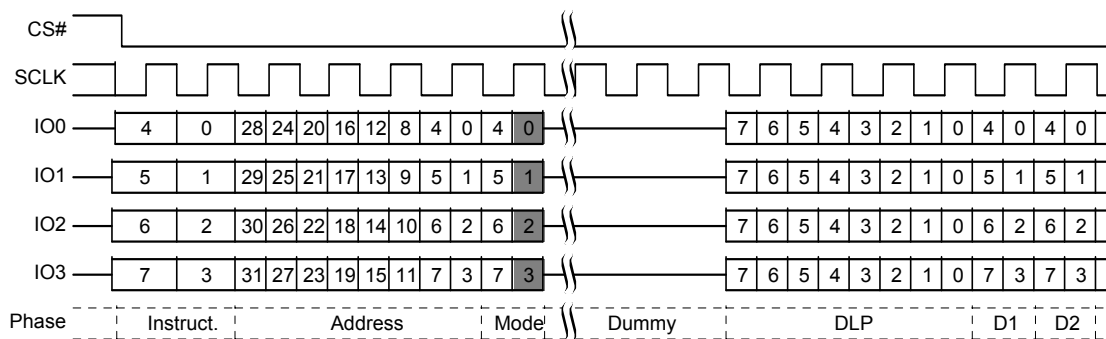 CS#
SCLK
IO0 4 0 28 24 20 16 12 8 4 0 4 0 7 6 5 4 3 2 1 0 4 0 4 0
IO1 5 1 29 25 21 17 13 9 5 1 5 1 7 6 5 4 3 2 1 0 5 1 5 1
IO2 6 2 30 26 22 18 14 10 6 2 6 2 7 6 5 4 3 2 1 0 6 2 6 2
IO3 7 3 31 27 23 19 15 11 7 3 7 3 7 6 5 4 3 2 1 0 7 3 7 3
Phase Instruct. Address Mode Dummy DLP D1 D2